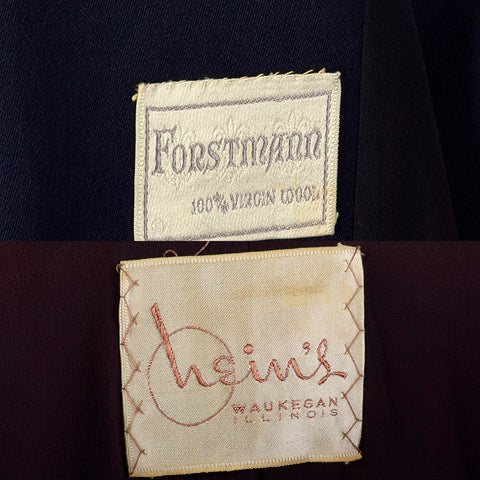 FORSTMANN
100% VIRGIN WOOL
hein's
WAUKEGAN
ILLINOIS